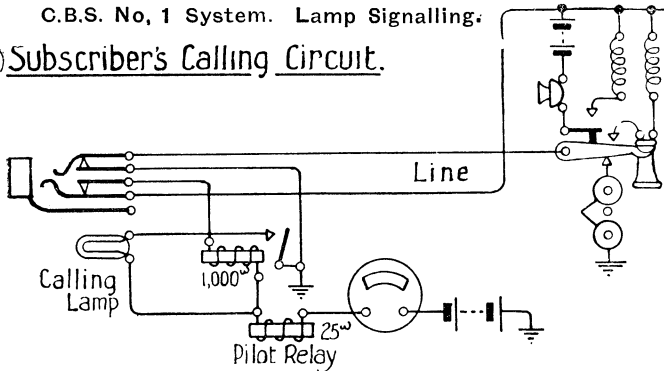 C.B.S. No, 1 System. Lamp Signalling.
) Subscriber's Calling Circuit.
Line
Calling
Lamp
1,000ω
25ω
Pilot Relay